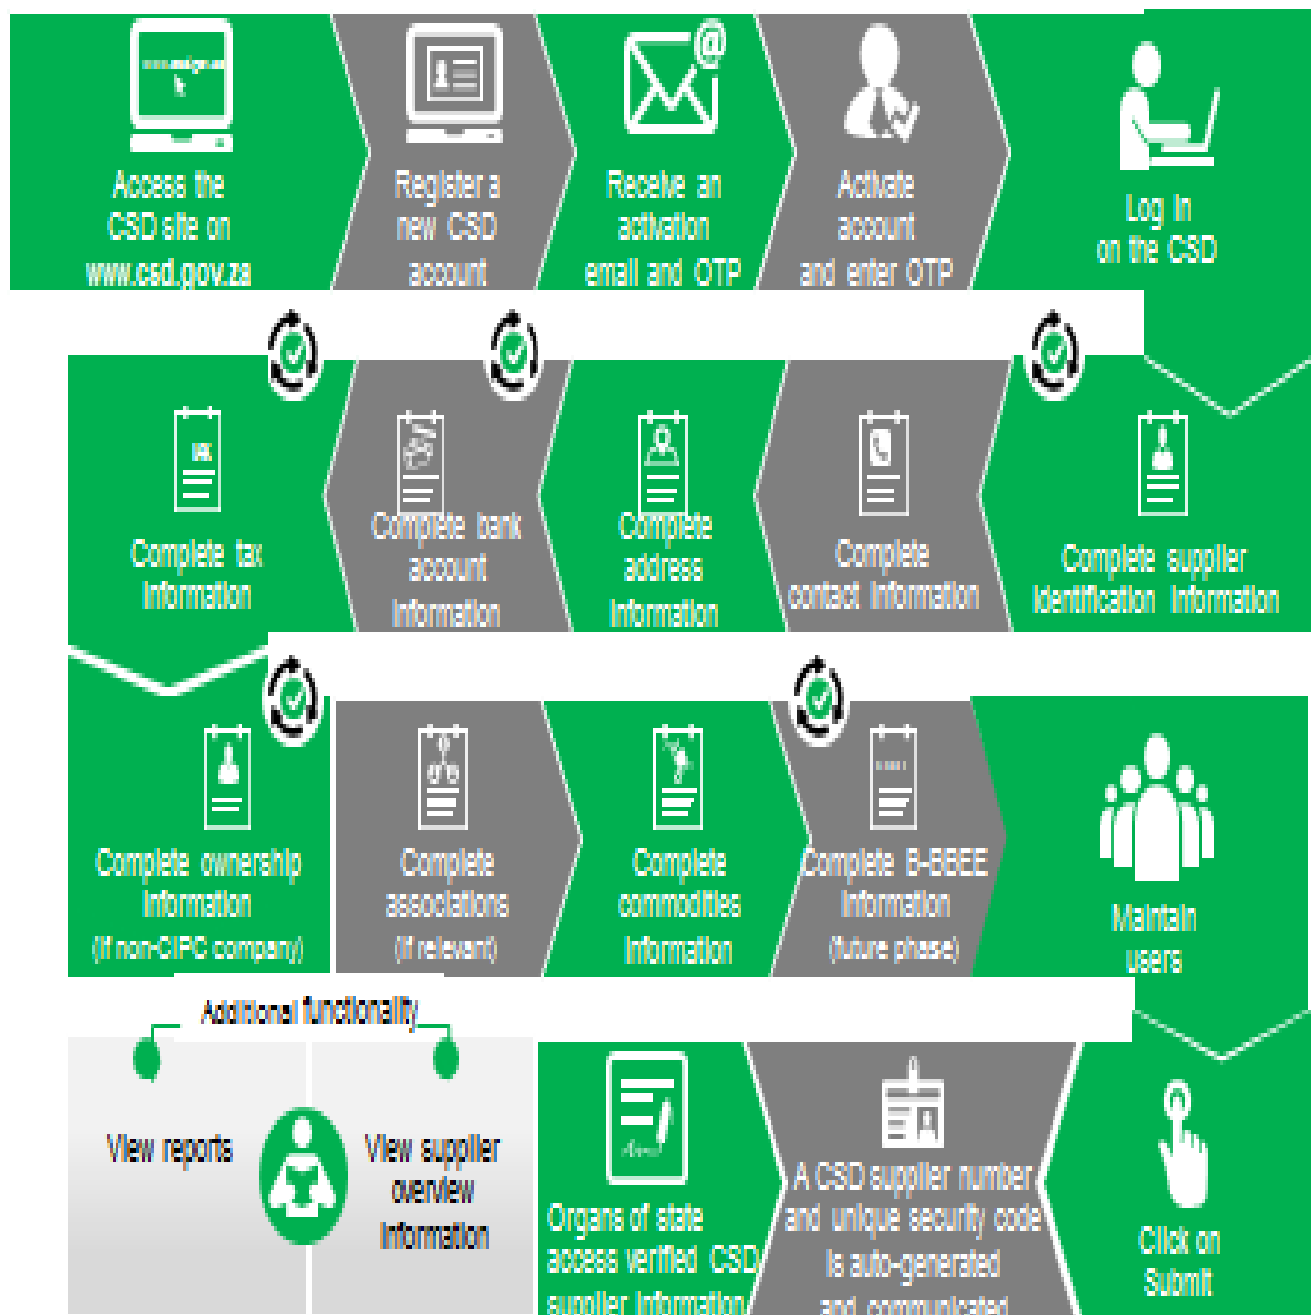 Access the
CSD site on
www.csd.gov.za
Register a
new CSD
account
Receive an
activation
email and OTP
Activate
account
and enter OTP
Log in
on the CSD
Complete tax
information
Complete bank
account
information
Complete
address
information
Complete
contact information
Complete supplier
identification information
Complete ownership
information
(if non-CIPC company)
Complete
associations
(if relevant)
Complete
commodities
information
Complete B-BBEE
information
(future phase)
Maintain
users
Additional functionality
View reports
View supplier
overview
information
Organs of state
access verified CSD
supplier information
A CSD supplier number
and unique security code
is auto-generated
and communicated
Click on
Submit